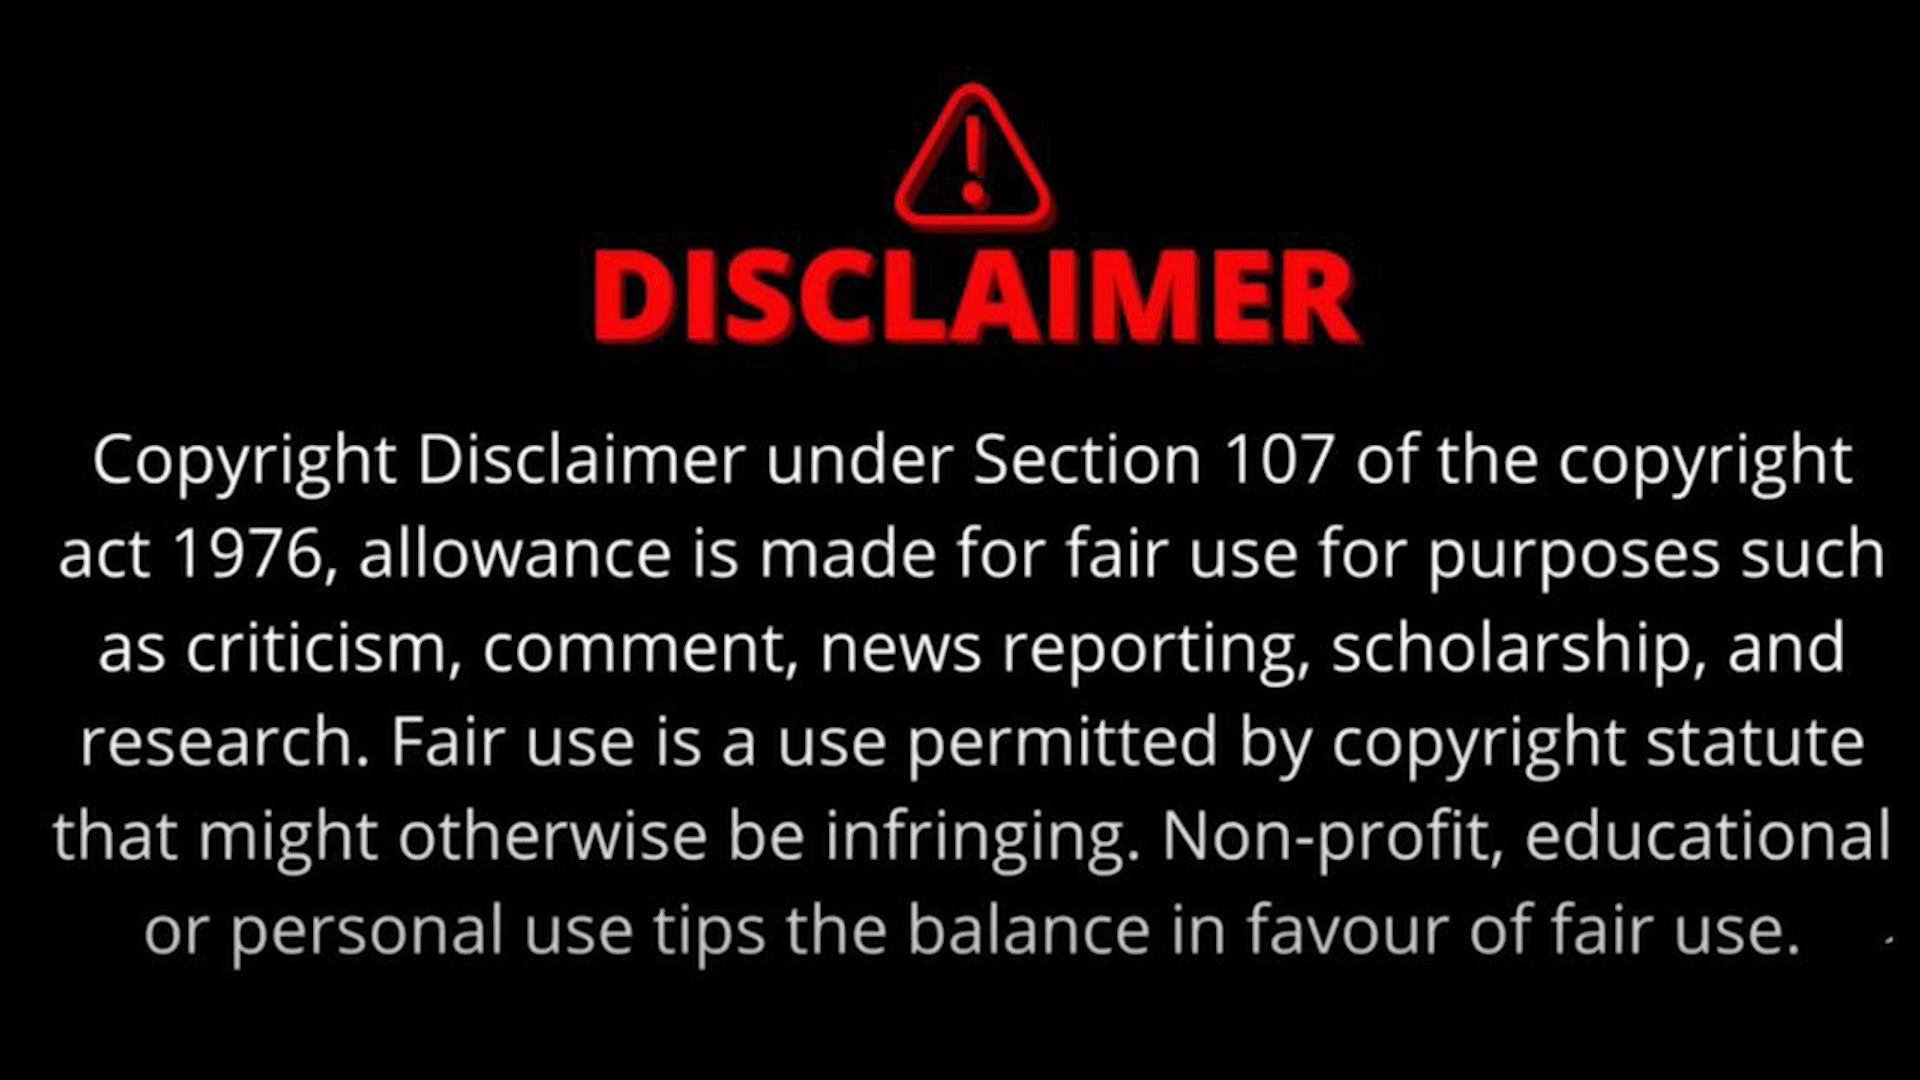 DISCLAIMER
Copyright Disclaimer under Section 107 of the copyright
act 1976, allowance is made for fair use for purposes such
as criticism, comment, news reporting, scholarship, and
research. Fair use is a use permitted by copyright statute
that might otherwise be infringing. Non-profit, educational
or personal use tips the balance in favour of fair use.